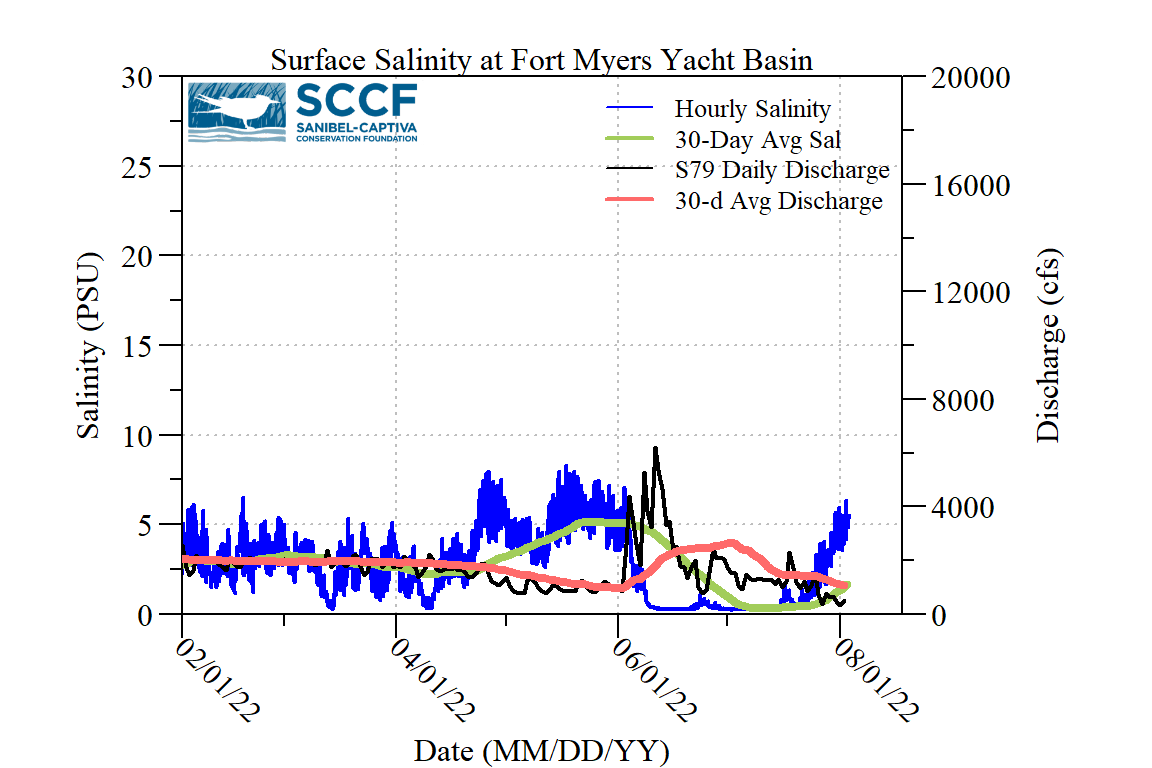 Surface Salinity at Fort Myers Yacht Basin
SCCF
SANIBEL-CAPTIVA
CONSERVATION FOUNDATION
Hourly Salinity
30-Day Avg Sal
S79 Daily Discharge
30-d Avg Discharge
30
25
20
15
10
5
0
Salinity (PSU)
20000
16000
12000
8000
4000
0
Discharge (cfs)
02/01/22
04/01/22
06/01/22
08/01/22
Date (MM/DD/YY)